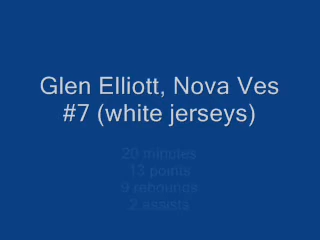 Glen Elliott, Nova Ves
#7 (white jerseys)
20 minutes
13 points
9 rebounds
2 assists